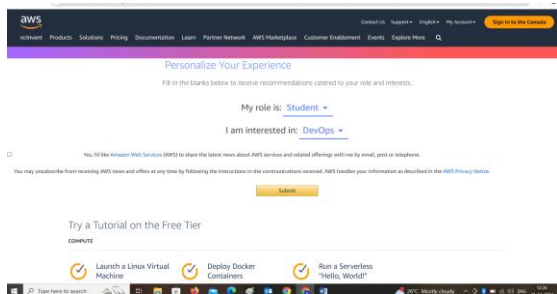 aws
Contact Us Support English My Account Sign In to the Console
re:Invent Products Solutions Pricing Documentation Learn Partner Network AWS Marketplace Customer Enablement Events Explore More
Personalize Your Experience
Fill in the blanks below to receive recommendations catered to your role and interests.
My role is: Student
I am interested in: DevOps
Yes, I'd like Amazon Web Services (AWS) to share the latest news about AWS services and related offerings with me by email, post or telephone.
You may unsubscribe from receiving AWS news and offers at any time by following the instructions in the communications received. AWS handles your information as described in the AWS Privacy Notice.
Submit
Try a Tutorial on the Free Tier
COMPUTE
Launch a Linux Virtual Machine
Deploy Docker Containers
Run a Serverless "Hello, World!"
Type here to search
26°C Mostly cloudy
ENG